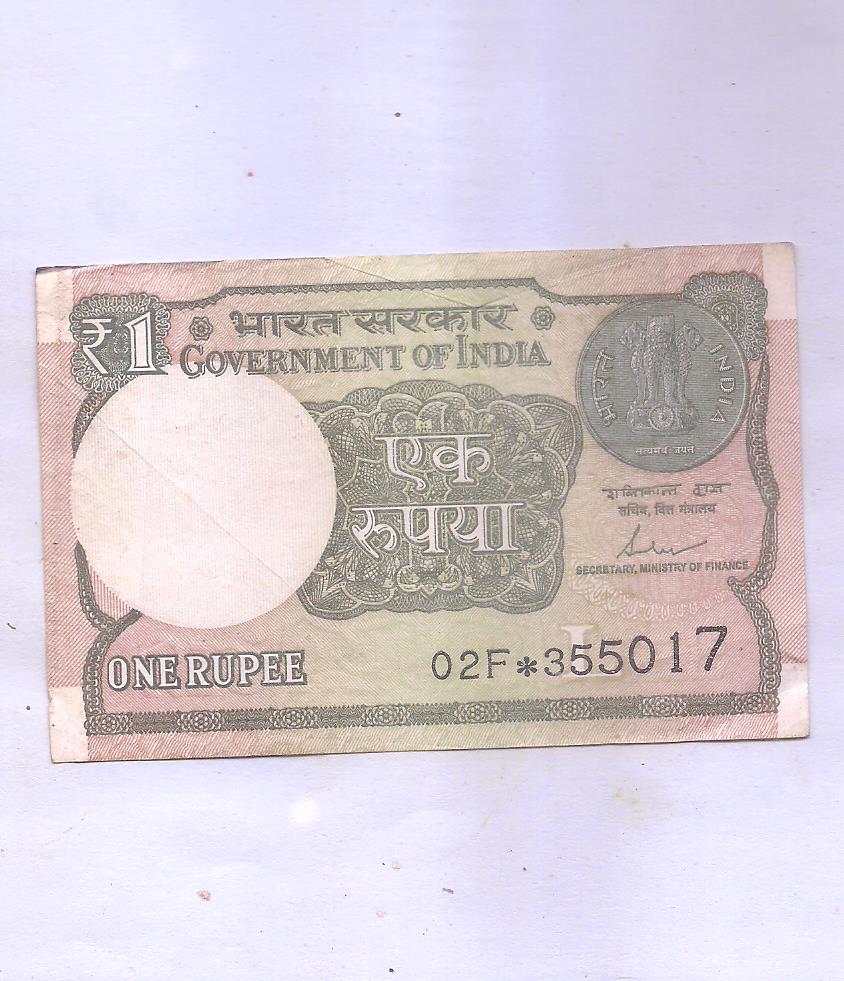 ₹1
भारत सरकार
GOVERNMENT OF INDIA
भारत
INDIA
सत्यमेव जयते
एक
रुपया
शक्तिकान्त दास
सचिव, वित्त मंत्रालय
SECRETARY, MINISTRY OF FINANCE
ONE RUPEE
L
02F*355017